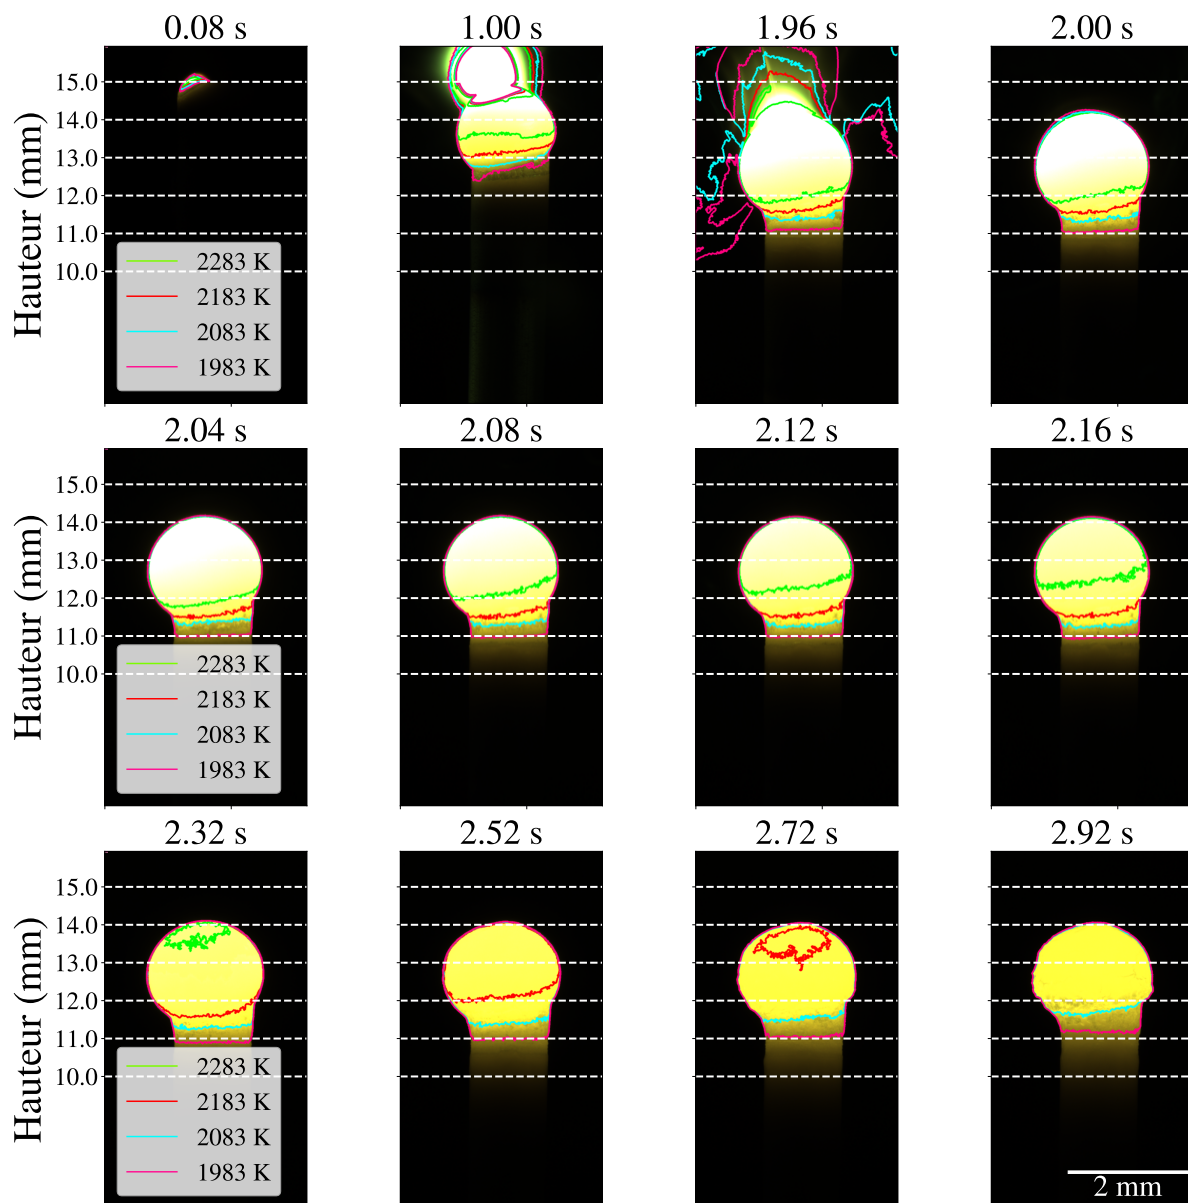 0.08 s 1.00 s 1.96 s 2.00 s
Hauteur (mm)
15.0
14.0
13.0
12.0
11.0
10.0
2283 K
2183 K
2083 K
1983 K
2.04 s 2.08 s 2.12 s 2.16 s
Hauteur (mm)
15.0
14.0
13.0
12.0
11.0
10.0
2283 K
2183 K
2083 K
1983 K
2.32 s 2.52 s 2.72 s 2.92 s
Hauteur (mm)
15.0
14.0
13.0
12.0
11.0
10.0
2283 K
2183 K
2083 K
1983 K
2 mm